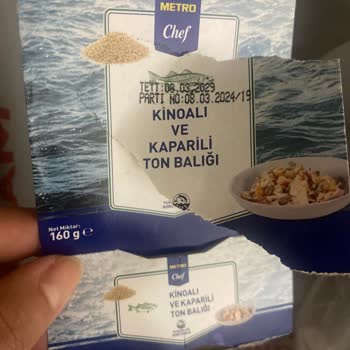 METRO
Chef
TETT:08.03.2029
PARTI NO:08.03.2024/19
KİNOALI
VE
KAPARİLİ
TON BALIĞI
Net Miktar:
160 g ℮
METRO
Chef
KİNOALI
VE KAPARİLİ
TON BALIĞI